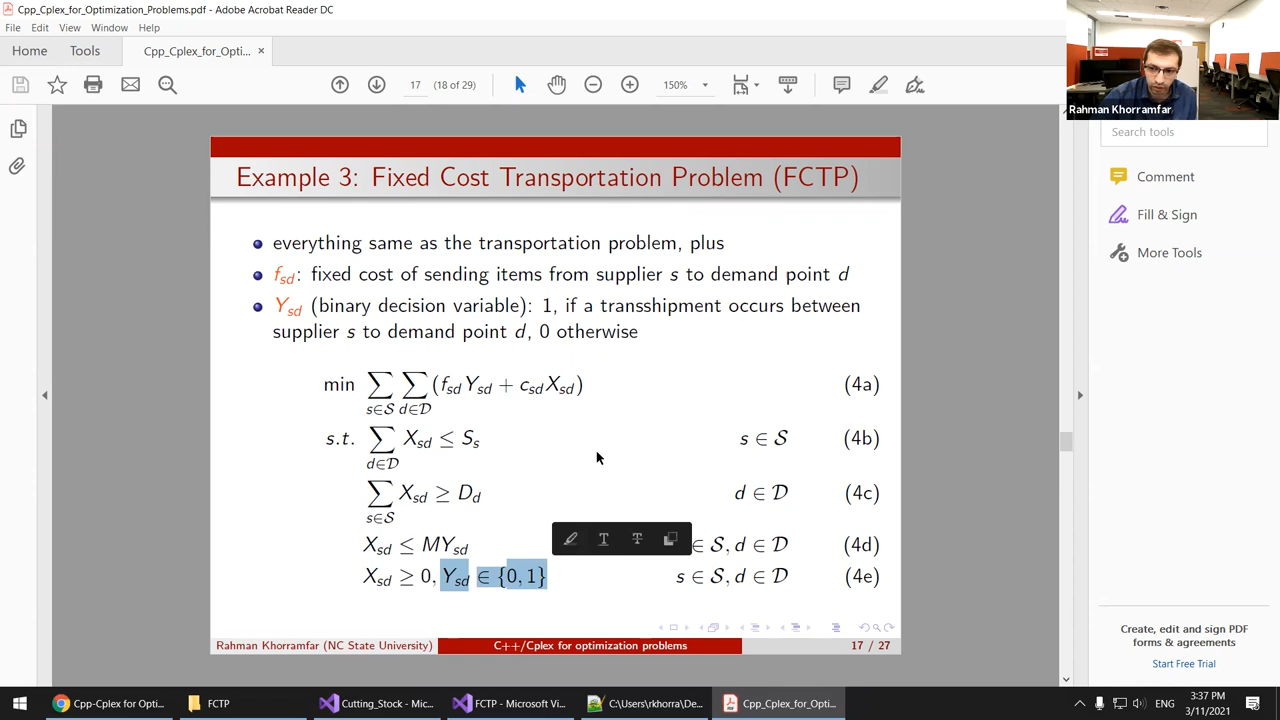 Cpp_Cplex_for_Optimization_Problems.pdf - Adobe Acrobat Reader DC
File Edit View Window Help
Home Tools Cpp_Cplex_for_Opti... ×
17 (18 of 29) 150%
Rahman Khorramfar
Search tools
Comment
Fill & Sign
More Tools
Example 3: Fixed Cost Transportation Problem (FCTP)
everything same as the transportation problem, plus
f_sd: fixed cost of sending items from supplier s to demand point d
Y_sd (binary decision variable): 1, if a transshipment occurs between
supplier s to demand point d, 0 otherwise
min ∑_{s∈𝒮} ∑_{d∈𝒟} (f_sd Y_sd + c_sd X_sd) (4a)
s.t. ∑_{d∈𝒟} X_sd ≤ S_s s ∈ 𝒮 (4b)
∑_{s∈𝒮} X_sd ≥ D_d d ∈ 𝒟 (4c)
X_sd ≤ MY_sd ∈ 𝒮, d ∈ 𝒟 (4d)
X_sd ≥ 0, Y_sd ∈ {0, 1} s ∈ 𝒮, d ∈ 𝒟 (4e)
Rahman Khorramfar (NC State University) C++/Cplex for optimization problems 17 / 27
Create, edit and sign PDF
forms & agreements
Start Free Trial
Cpp-Cplex for Opti... FCTP Cutting_Stock - Mic... FCTP - Microsoft Vi... C:\Users\rkhorra\De... Cpp_Cplex_for_Opti... ENG 3:37 PM
3/11/2021